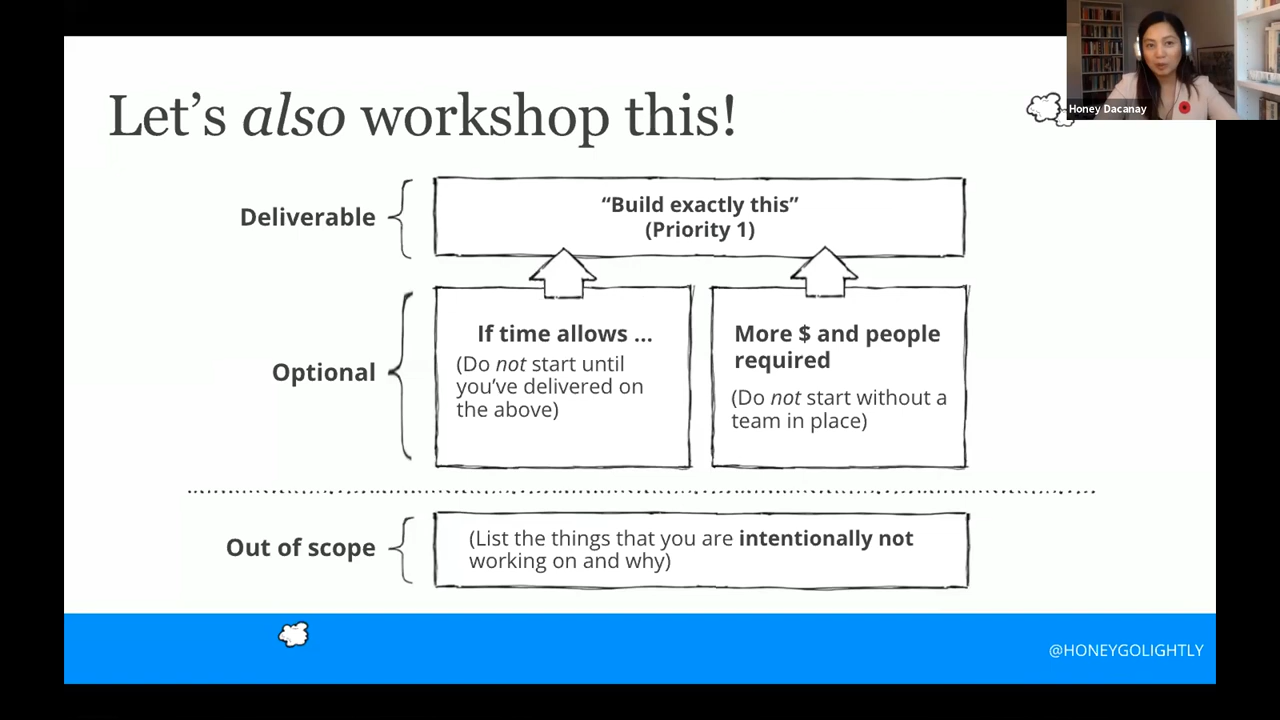 Let’s also workshop this!
Honey Dacanay
Deliverable
“Build exactly this”
(Priority 1)
Optional
If time allows ...
(Do not start until
you’ve delivered on
the above)
More $ and people
required
(Do not start without a
team in place)
Out of scope
(List the things that you are intentionally not
working on and why)
@HONEYGOLIGHTLY